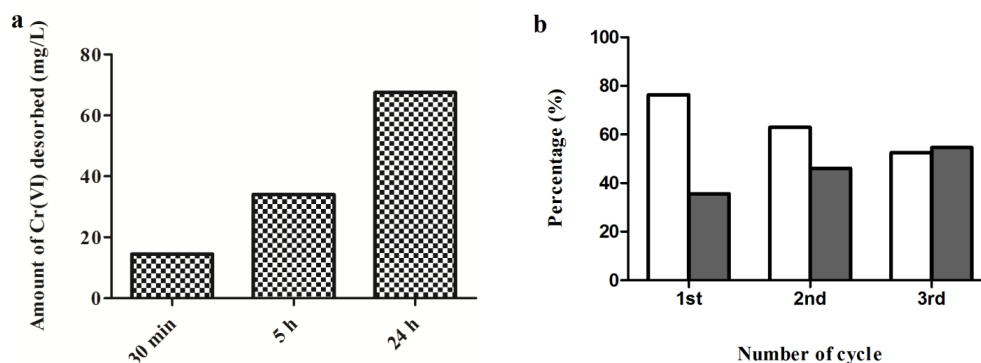 a
Amount of Cr(VI) desorbed (mg/L)
80
60
40
20
0
30 min
5 h
24 h
b
Percentage (%)
100
80
60
40
20
0
1st
2nd
3rd
Number of cycle